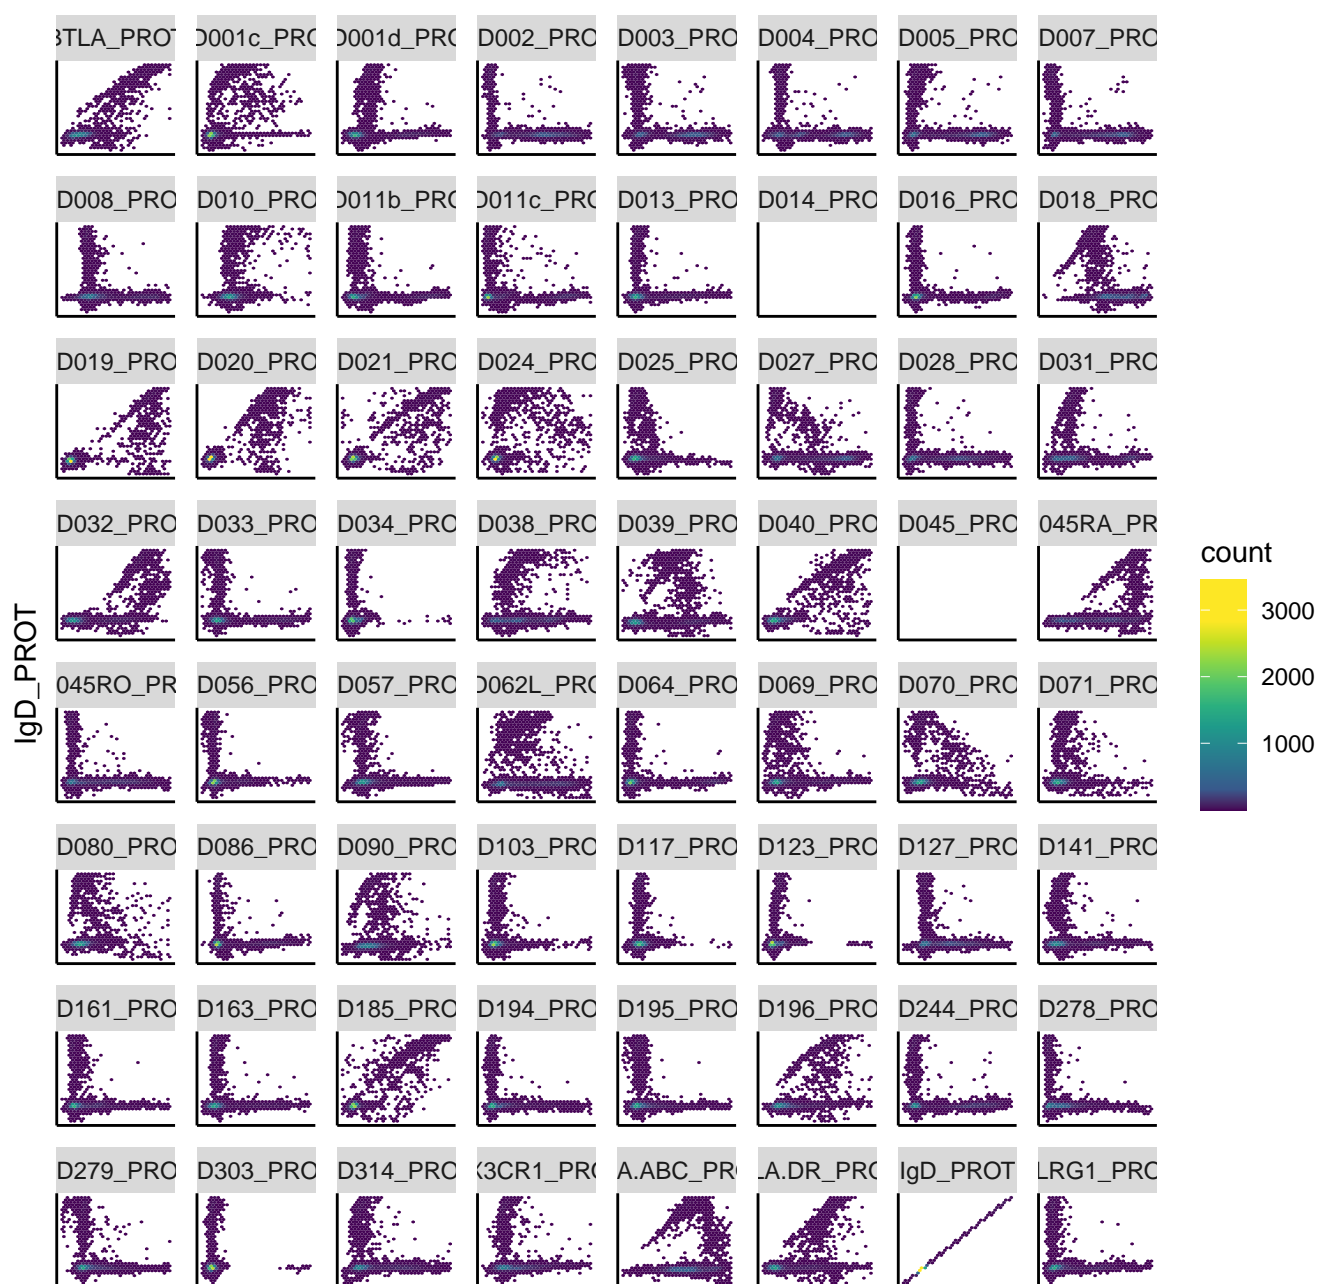 BTLA_PROT D001c_PRO D001d_PRO D002_PRO D003_PRO D004_PRO D005_PRO D007_PRO
D008_PRO D010_PRO D011b_PRO D011c_PRO D013_PRO D014_PRO D016_PRO D018_PRO
D019_PRO D020_PRO D021_PRO D024_PRO D025_PRO D027_PRO D028_PRO D031_PRO
D032_PRO D033_PRO D034_PRO D038_PRO D039_PRO D040_PRO D045_PRO 045RA_PR
count
3000
2000
1000
IgD_PROT
045RO_PR D056_PRO D057_PRO D062L_PRO D064_PRO D069_PRO D070_PRO D071_PRO
D080_PRO D086_PRO D090_PRO D103_PRO D117_PRO D123_PRO D127_PRO D141_PRO
D161_PRO D163_PRO D185_PRO D194_PRO D195_PRO D196_PRO D244_PRO D278_PRO
D279_PRO D303_PRO D314_PRO X3CR1_PRO A.ABC_PR LA.DR_PRO IgD_PROT LRG1_PRO